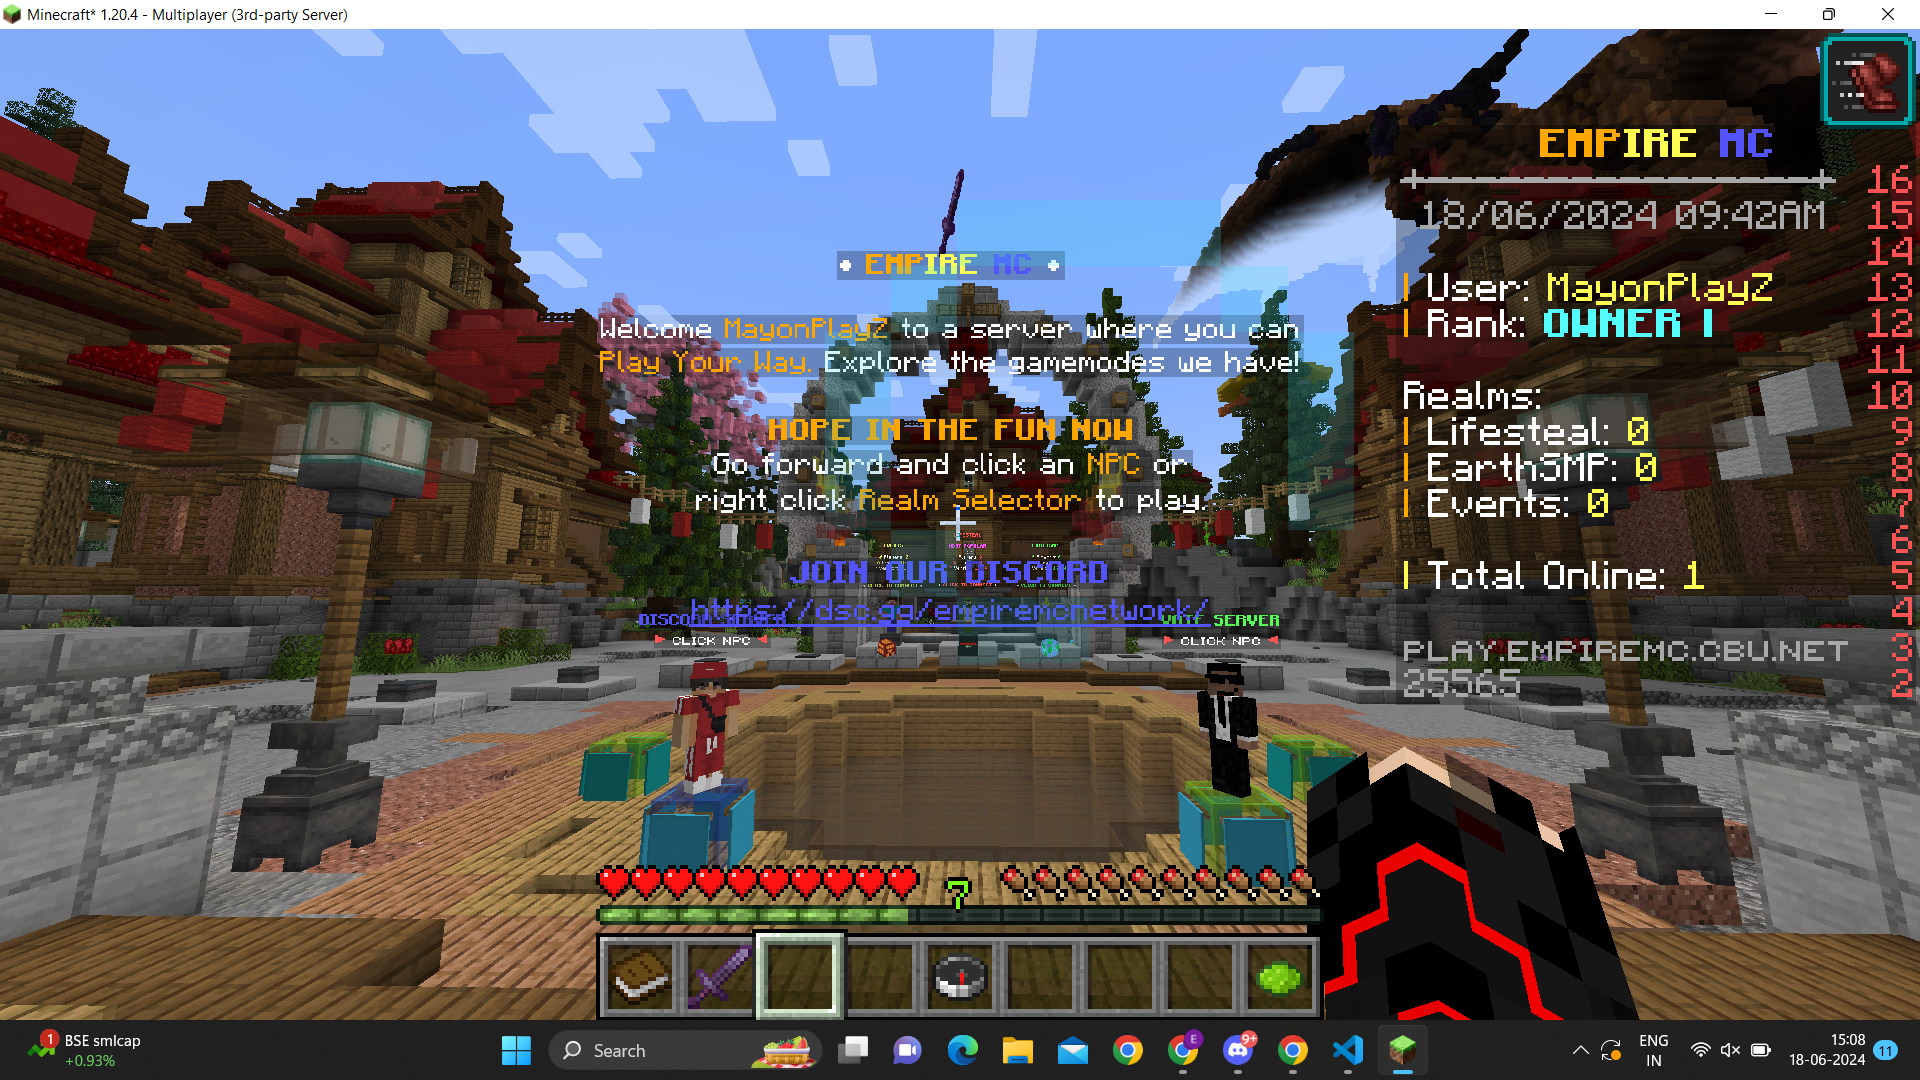 Minecraft* 1.20.4 - Multiplayer (3rd-party Server)
EMPIRE MC
18/06/2024 09:42AM
User: MayonPlayZ
Rank: OWNER I
Realms:
Lifesteal: 0
EarthSMP: 0
Events: 0
Total Online: 1
PLAY.EMPIREMC.CBU.NET
25565
16
15
14
13
12
11
10
9
8
7
6
5
4
3
2
• EMPIRE MC •
Welcome MayonPlayZ to a server where you can
Play Your Way. Explore the gamemodes we have!
HOPE IN THE FUN NOW
Go forward and click an NPC or
right click Realm Selector to play.
JOIN OUR DISCORD
https://dsc.gg/empiremcnetwork/
SERVER
CLICK NPC
CLICK NPC
7
1
BSE smlcap
+0.93%
Search
E
9+
ENG
IN
15:08
18-06-2024
11